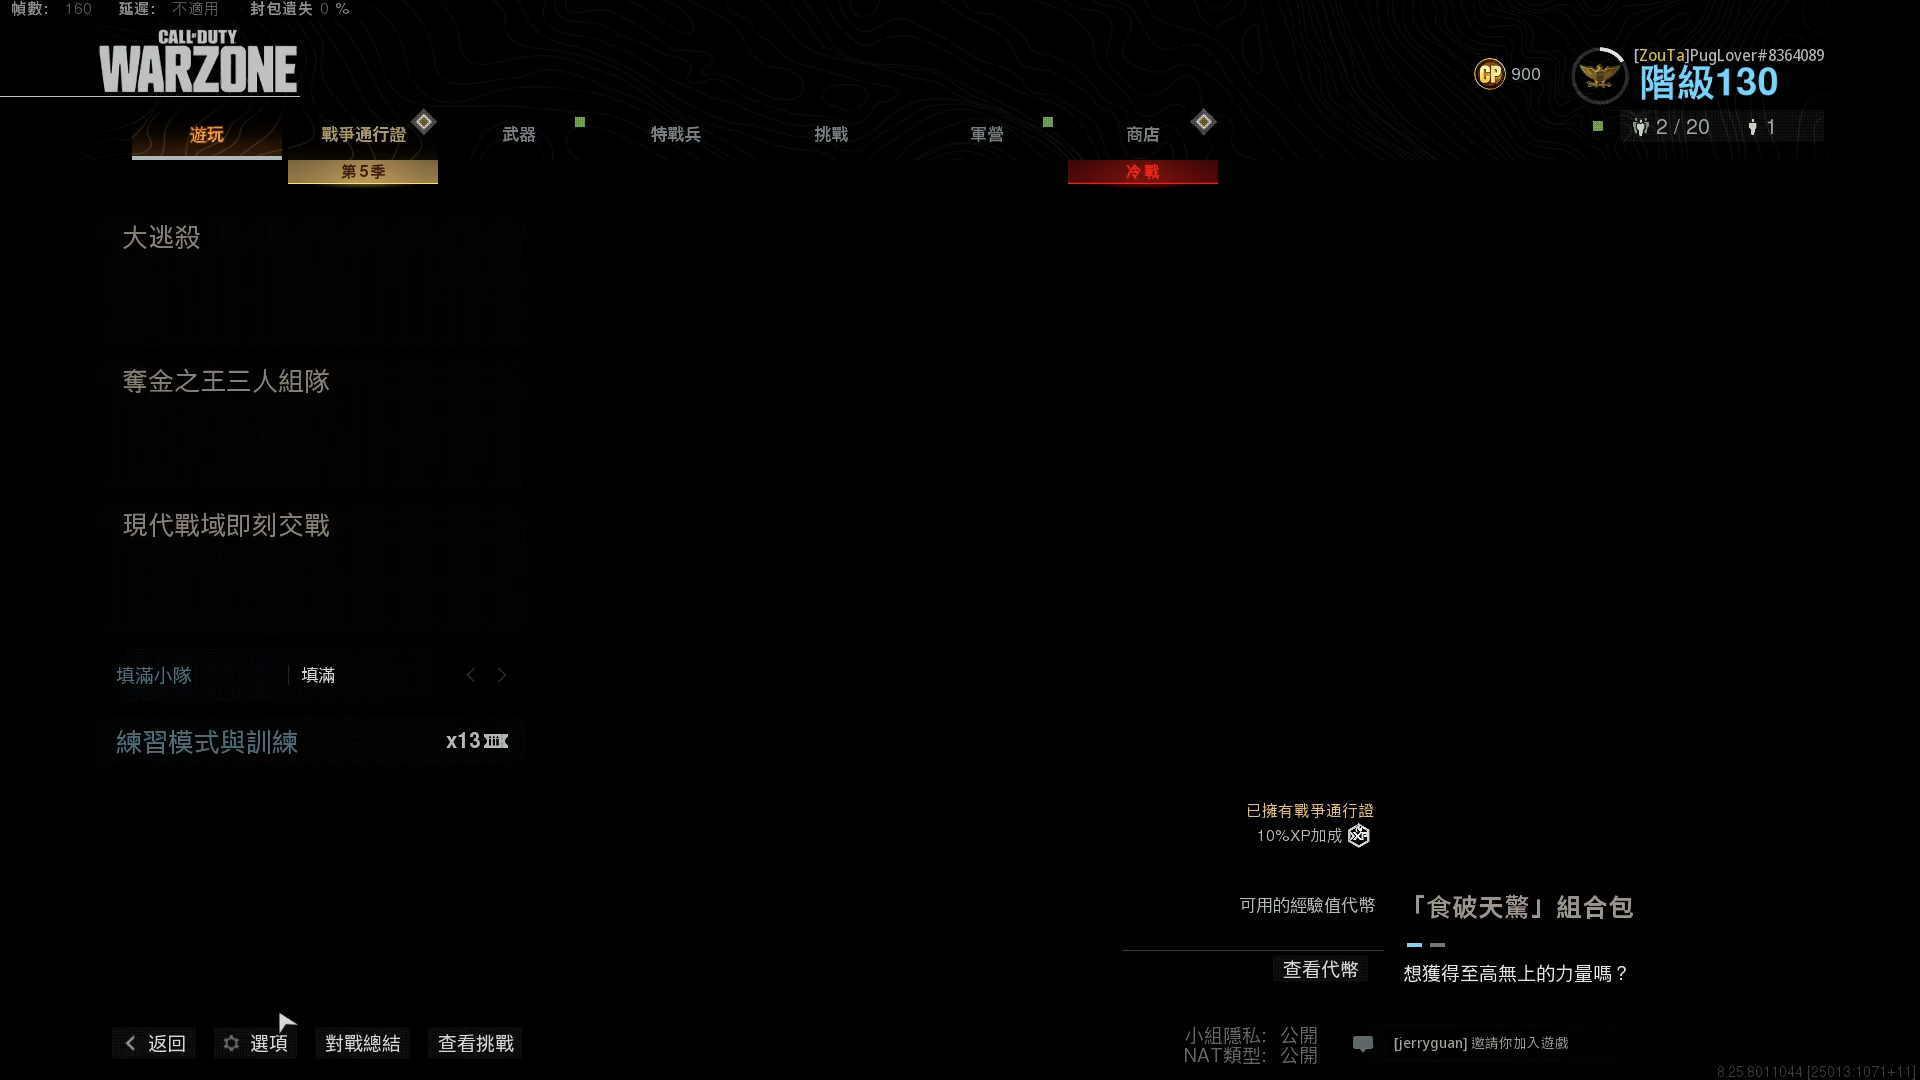 幀數: 160 延遲: 不適用 封包遺失 0 %
CALL OF DUTY
WARZONE
CP 900
[ZouTa]PugLover#8364089
階級130
2 / 20 1
遊玩 戰爭通行證 武器 特戰兵 挑戰 軍營 商店
第5季 冷戰
大逃殺
奪金之王三人組隊
現代戰域即刻交戰
填滿小隊 填滿
練習模式與訓練 x13
已擁有戰爭通行證
10%XP加成
可用的經驗值代幣
「食破天驚」組合包
查看代幣
想獲得至高無上的力量嗎？
返回 選項 對戰總結 查看挑戰
小組隱私: 公開
NAT類型: 公開
[jerryguan] 邀請你加入遊戲
8.25.8011044 [25013:1071+11]